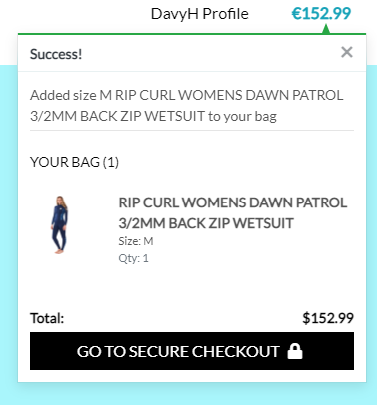 DavyH Profile €152.99
Success! ×
Added size M RIP CURL WOMENS DAWN PATROL
3/2MM BACK ZIP WETSUIT to your bag
YOUR BAG (1)
RIP CURL WOMENS DAWN PATROL
3/2MM BACK ZIP WETSUIT
Size: M
Qty: 1
Total: $152.99
GO TO SECURE CHECKOUT